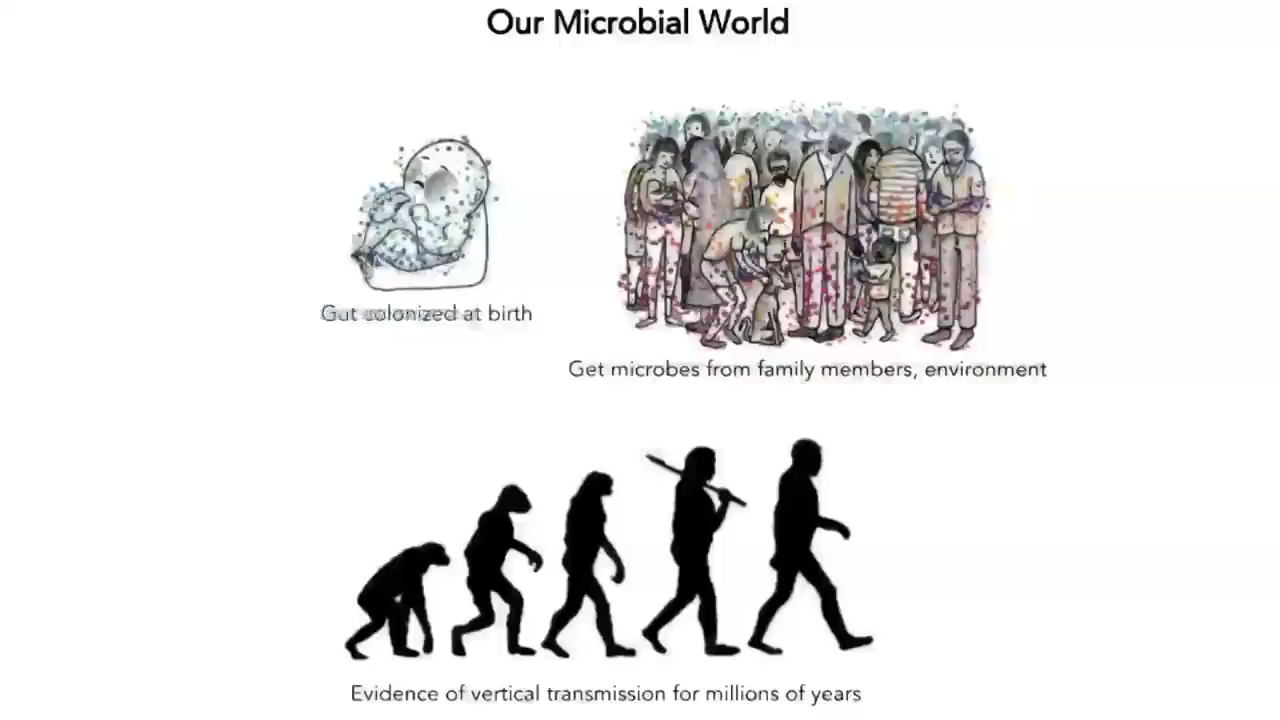 Our Microbial World
Gut colonized at birth
Get microbes from family members, environment
Evidence of vertical transmission for millions of years